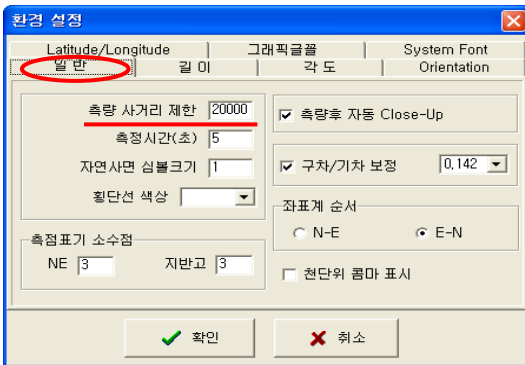 환경 설정
Latitude/Longitude 그래픽글꼴 System Font
일 반 길 이 각 도 Orientation
측량 사거리 제한 20000
측정시간(초) 5
자연사면 심볼크기 1
횡단선 색상
측점표기 소수점
NE 3 지반고 3
측량후 자동 Close-Up
구차/기차 보정 0.142
좌표계 순서
N-E E-N
천단위 콤마 표시
확인 취소